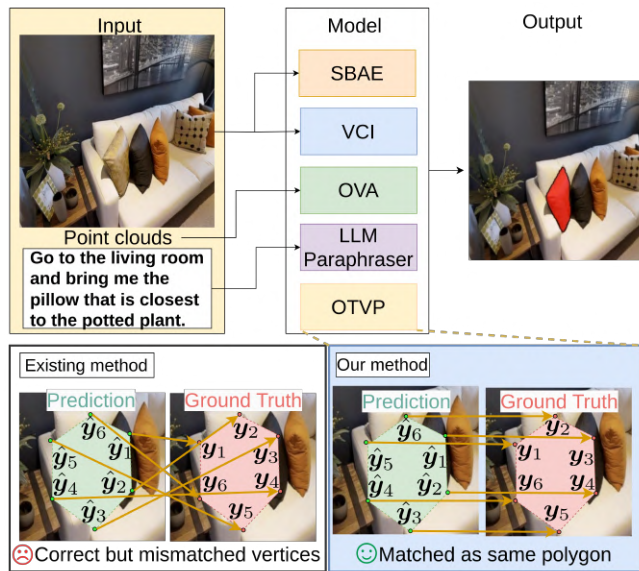 Input
Model
Output
SBAE
VCI
OVA
LLM
Paraphraser
OTVP
Point clouds
Go to the living room
and bring me the
pillow that is closest
to the potted plant.
Existing method
Prediction
Ground Truth
ŷ₆
ŷ₁
ŷ₅
ŷ₄
ŷ₂
ŷ₃
y₂
y₁
y₃
y₆
y₄
y₅
Correct but mismatched vertices
Our method
Prediction
Ground Truth
ŷ₆
ŷ₁
ŷ₅
ŷ₄
ŷ₂
ŷ₃
y₂
y₁
y₃
y₆
y₄
y₅
Matched as same polygon